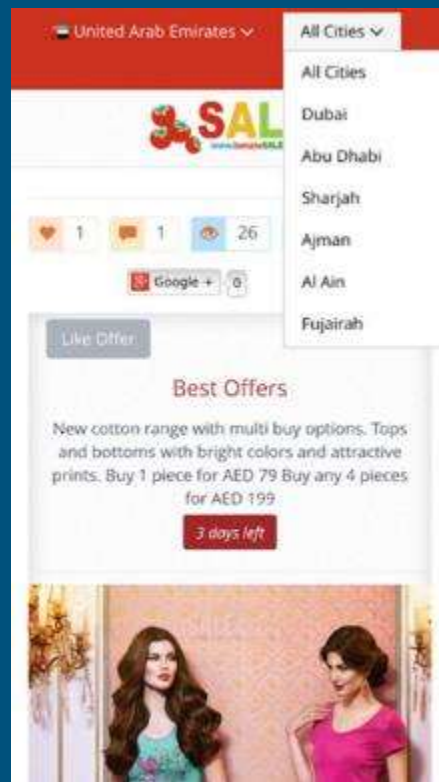 United Arab Emirates
All Cities
All Cities
Dubai
Abu Dhabi
Sharjah
Ajman
Al Ain
Fujairah
SAL
1
1
26
Google +
0
Like Offer
Best Offers
New cotton range with multi buy options. Tops
and bottoms with bright colors and attractive
prints. Buy 1 piece for AED 79 Buy any 4 pieces
for AED 199
3 days left